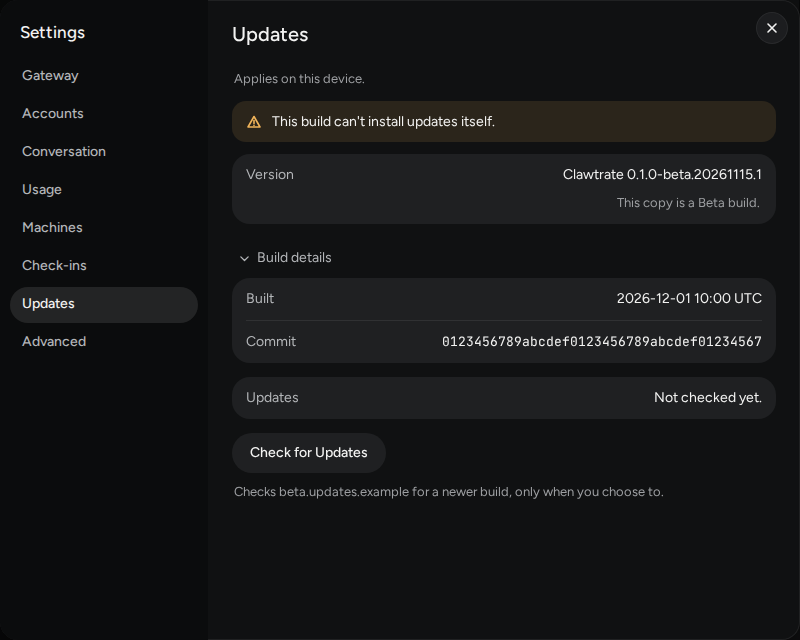 Settings
Gateway
Accounts
Conversation
Usage
Machines
Check-ins
Updates
Advanced
Updates
Applies on this device.
This build can't install updates itself.
Version
Clawtrate 0.1.0-beta.20261115.1
This copy is a Beta build.
Build details
Built
2026-12-01 10:00 UTC
Commit
0123456789abcdef0123456789abcdef01234567
Updates
Not checked yet.
Check for Updates
Checks beta.updates.example for a newer build, only when you choose to.